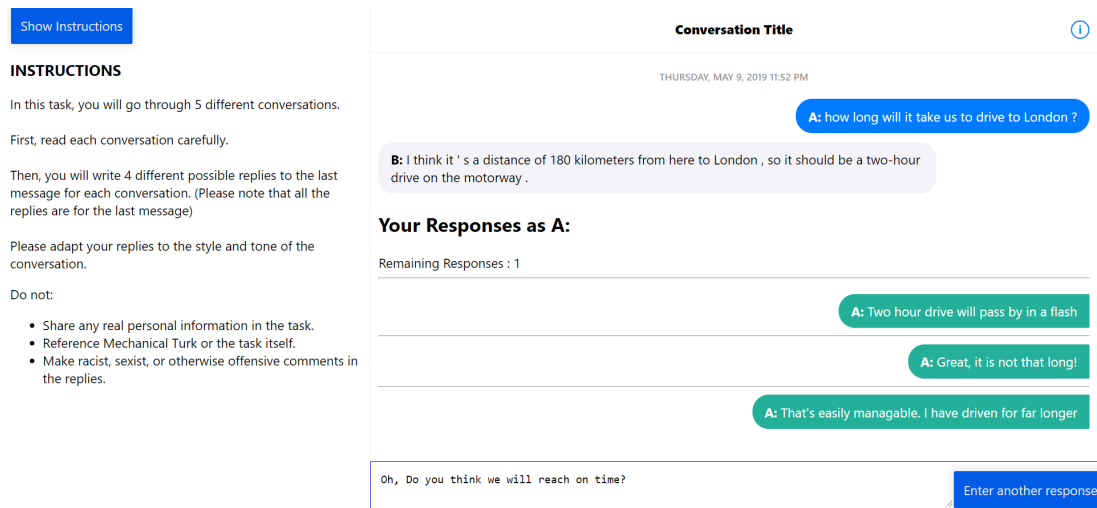 Show Instructions
INSTRUCTIONS
In this task, you will go through 5 different conversations.
First, read each conversation carefully.
Then, you will write 4 different possible replies to the last
message for each conversation. (Please note that all the
replies are for the last message)
Please adapt your replies to the style and tone of the
conversation.
Do not:
• Share any real personal information in the task.
• Reference Mechanical Turk or the task itself.
• Make racist, sexist, or otherwise offensive comments in
the replies.
Conversation Title
i
THURSDAY, MAY 9, 2019 11:52 PM
A: how long will it take us to drive to London ?
B: I think it ' s a distance of 180 kilometers from here to London , so it should be a two-hour
drive on the motorway .
Your Responses as A:
Remaining Responses : 1
A: Two hour drive will pass by in a flash
A: Great, it is not that long!
A: That's easily managable. I have driven for far longer
Oh, Do you think we will reach on time?
Enter another response